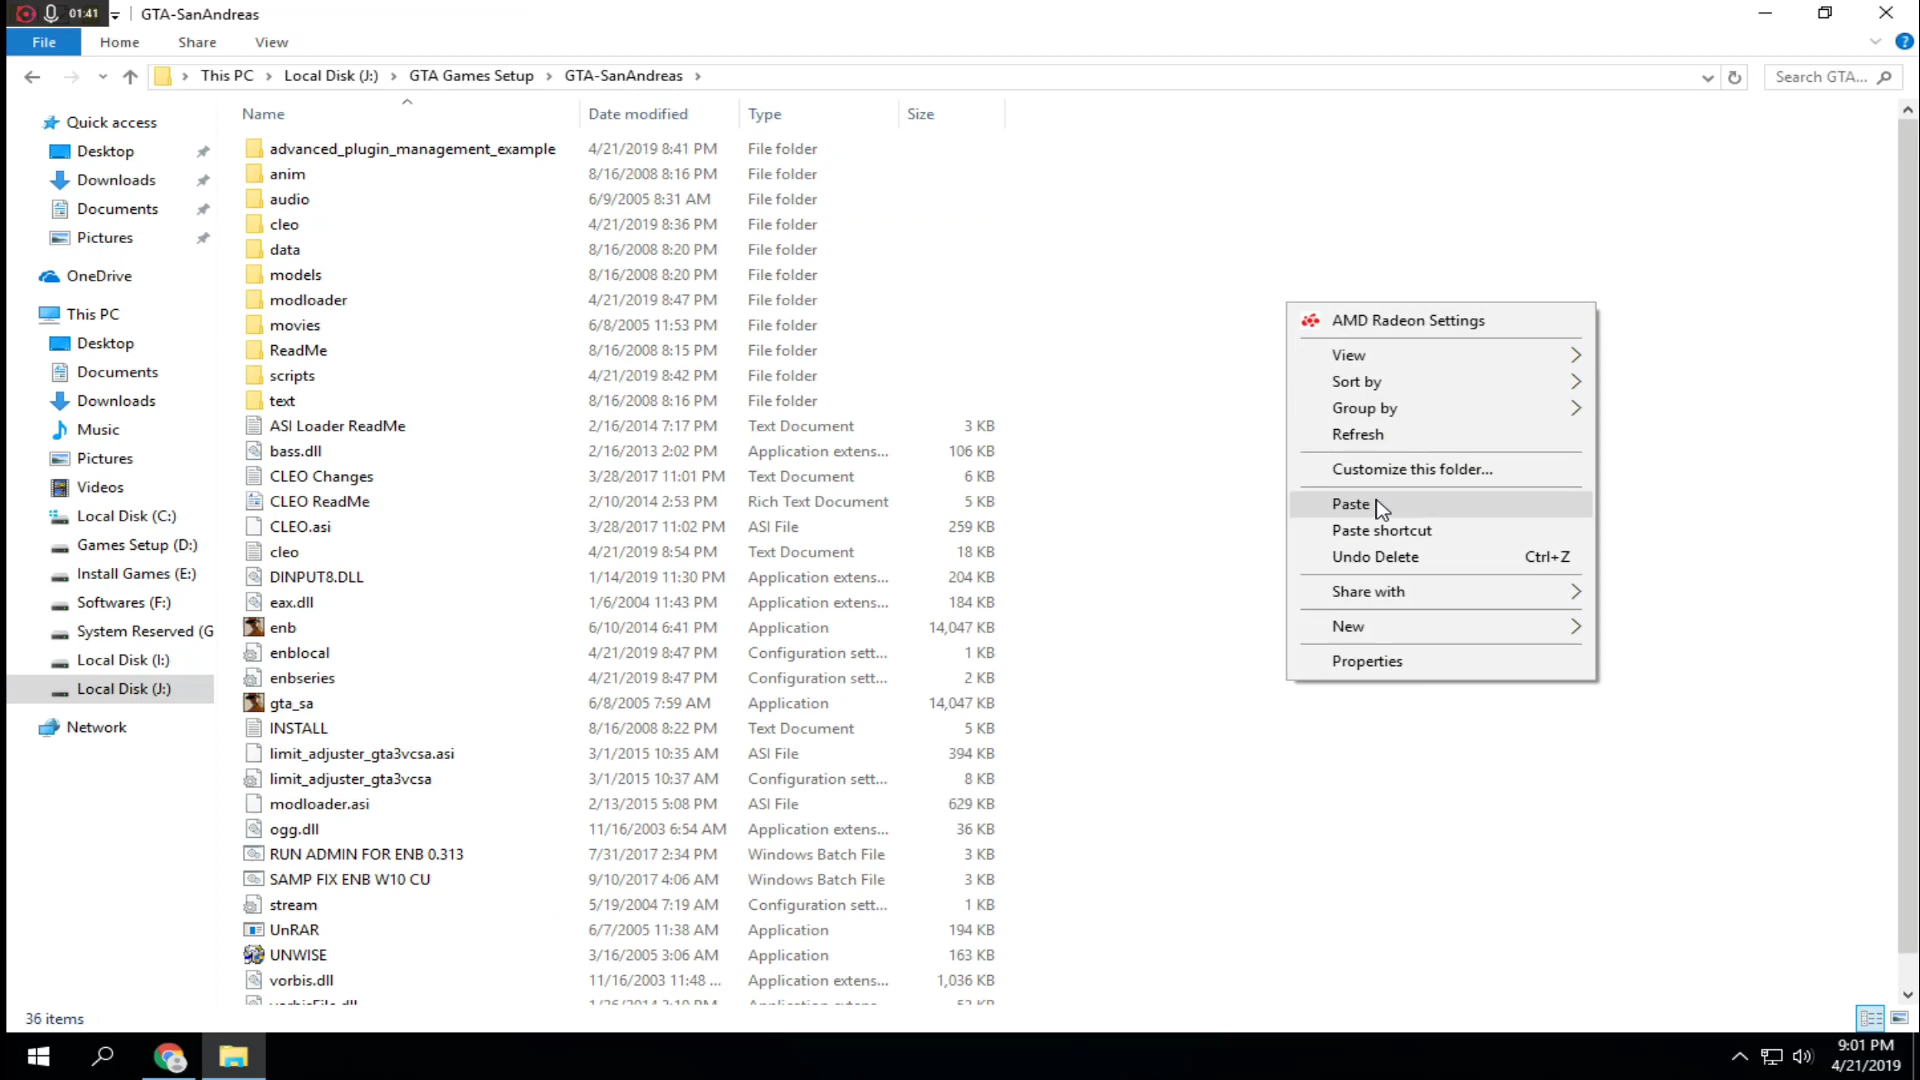 01:41 GTA-SanAndreas
File Home Share View
This PC Local Disk (J:) GTA Games Setup GTA-SanAndreas Search GTA...
Name Date modified Type Size
Quick access
Desktop
Downloads
Documents
Pictures
OneDrive
This PC
Desktop
Documents
Downloads
Music
Pictures
Videos
Local Disk (C:)
Games Setup (D:)
Install Games (E:)
Softwares (F:)
System Reserved (G
Local Disk (I:)
Local Disk (J:)
Network
advanced_plugin_management_example 4/21/2019 8:41 PM File folder
anim 8/16/2008 8:16 PM File folder
audio 6/9/2005 8:31 AM File folder
cleo 4/21/2019 8:36 PM File folder
data 8/16/2008 8:20 PM File folder
models 8/16/2008 8:20 PM File folder
modloader 4/21/2019 8:47 PM File folder
movies 6/8/2005 11:53 PM File folder
ReadMe 8/16/2008 8:15 PM File folder
scripts 4/21/2019 8:42 PM File folder
text 8/16/2008 8:16 PM File folder
ASI Loader ReadMe 2/16/2014 7:17 PM Text Document 3 KB
bass.dll 2/16/2013 2:02 PM Application extens... 106 KB
CLEO Changes 3/28/2017 11:01 PM Text Document 6 KB
CLEO ReadMe 2/10/2014 2:53 PM Rich Text Document 5 KB
CLEO.asi 3/28/2017 11:02 PM ASI File 259 KB
cleo 4/21/2019 8:54 PM Text Document 18 KB
DINPUT8.DLL 1/14/2019 11:30 PM Application extens... 204 KB
eax.dll 1/6/2004 11:43 PM Application extens... 184 KB
enb 6/10/2014 6:41 PM Application 14,047 KB
enblocal 4/21/2019 8:47 PM Configuration sett... 1 KB
enbseries 4/21/2019 8:47 PM Configuration sett... 2 KB
gta_sa 6/8/2005 7:59 AM Application 14,047 KB
INSTALL 8/16/2008 8:22 PM Text Document 5 KB
limit_adjuster_gta3vcsa.asi 3/1/2015 10:35 AM ASI File 394 KB
limit_adjuster_gta3vcsa 3/1/2015 10:37 AM Configuration sett... 8 KB
modloader.asi 2/13/2015 5:08 PM ASI File 629 KB
ogg.dll 11/16/2003 6:54 AM Application extens... 36 KB
RUN ADMIN FOR ENB 0.313 7/31/2017 2:34 PM Windows Batch File 3 KB
SAMP FIX ENB W10 CU 9/10/2017 4:06 AM Windows Batch File 3 KB
stream 5/19/2004 7:19 AM Configuration sett... 1 KB
UnRAR 6/7/2005 11:38 AM Application 194 KB
UNWISE 3/16/2005 3:06 AM Application 163 KB
vorbis.dll 11/16/2003 11:48 ... Application extens... 1,036 KB
AMD Radeon Settings
View
Sort by
Group by
Refresh
Customize this folder...
Paste
Paste shortcut
Undo Delete Ctrl+Z
Share with
New
Properties
36 items
9:01 PM
4/21/2019